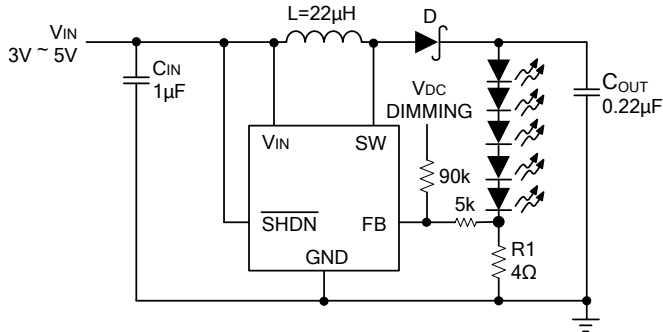 L=22μH
D
VIN
3V ~ 5V
CIN
1μF
VDC
DIMMING
COUT
0.22μF
VIN
SW
90k
5k
SHDN
FB
GND
R1
4Ω